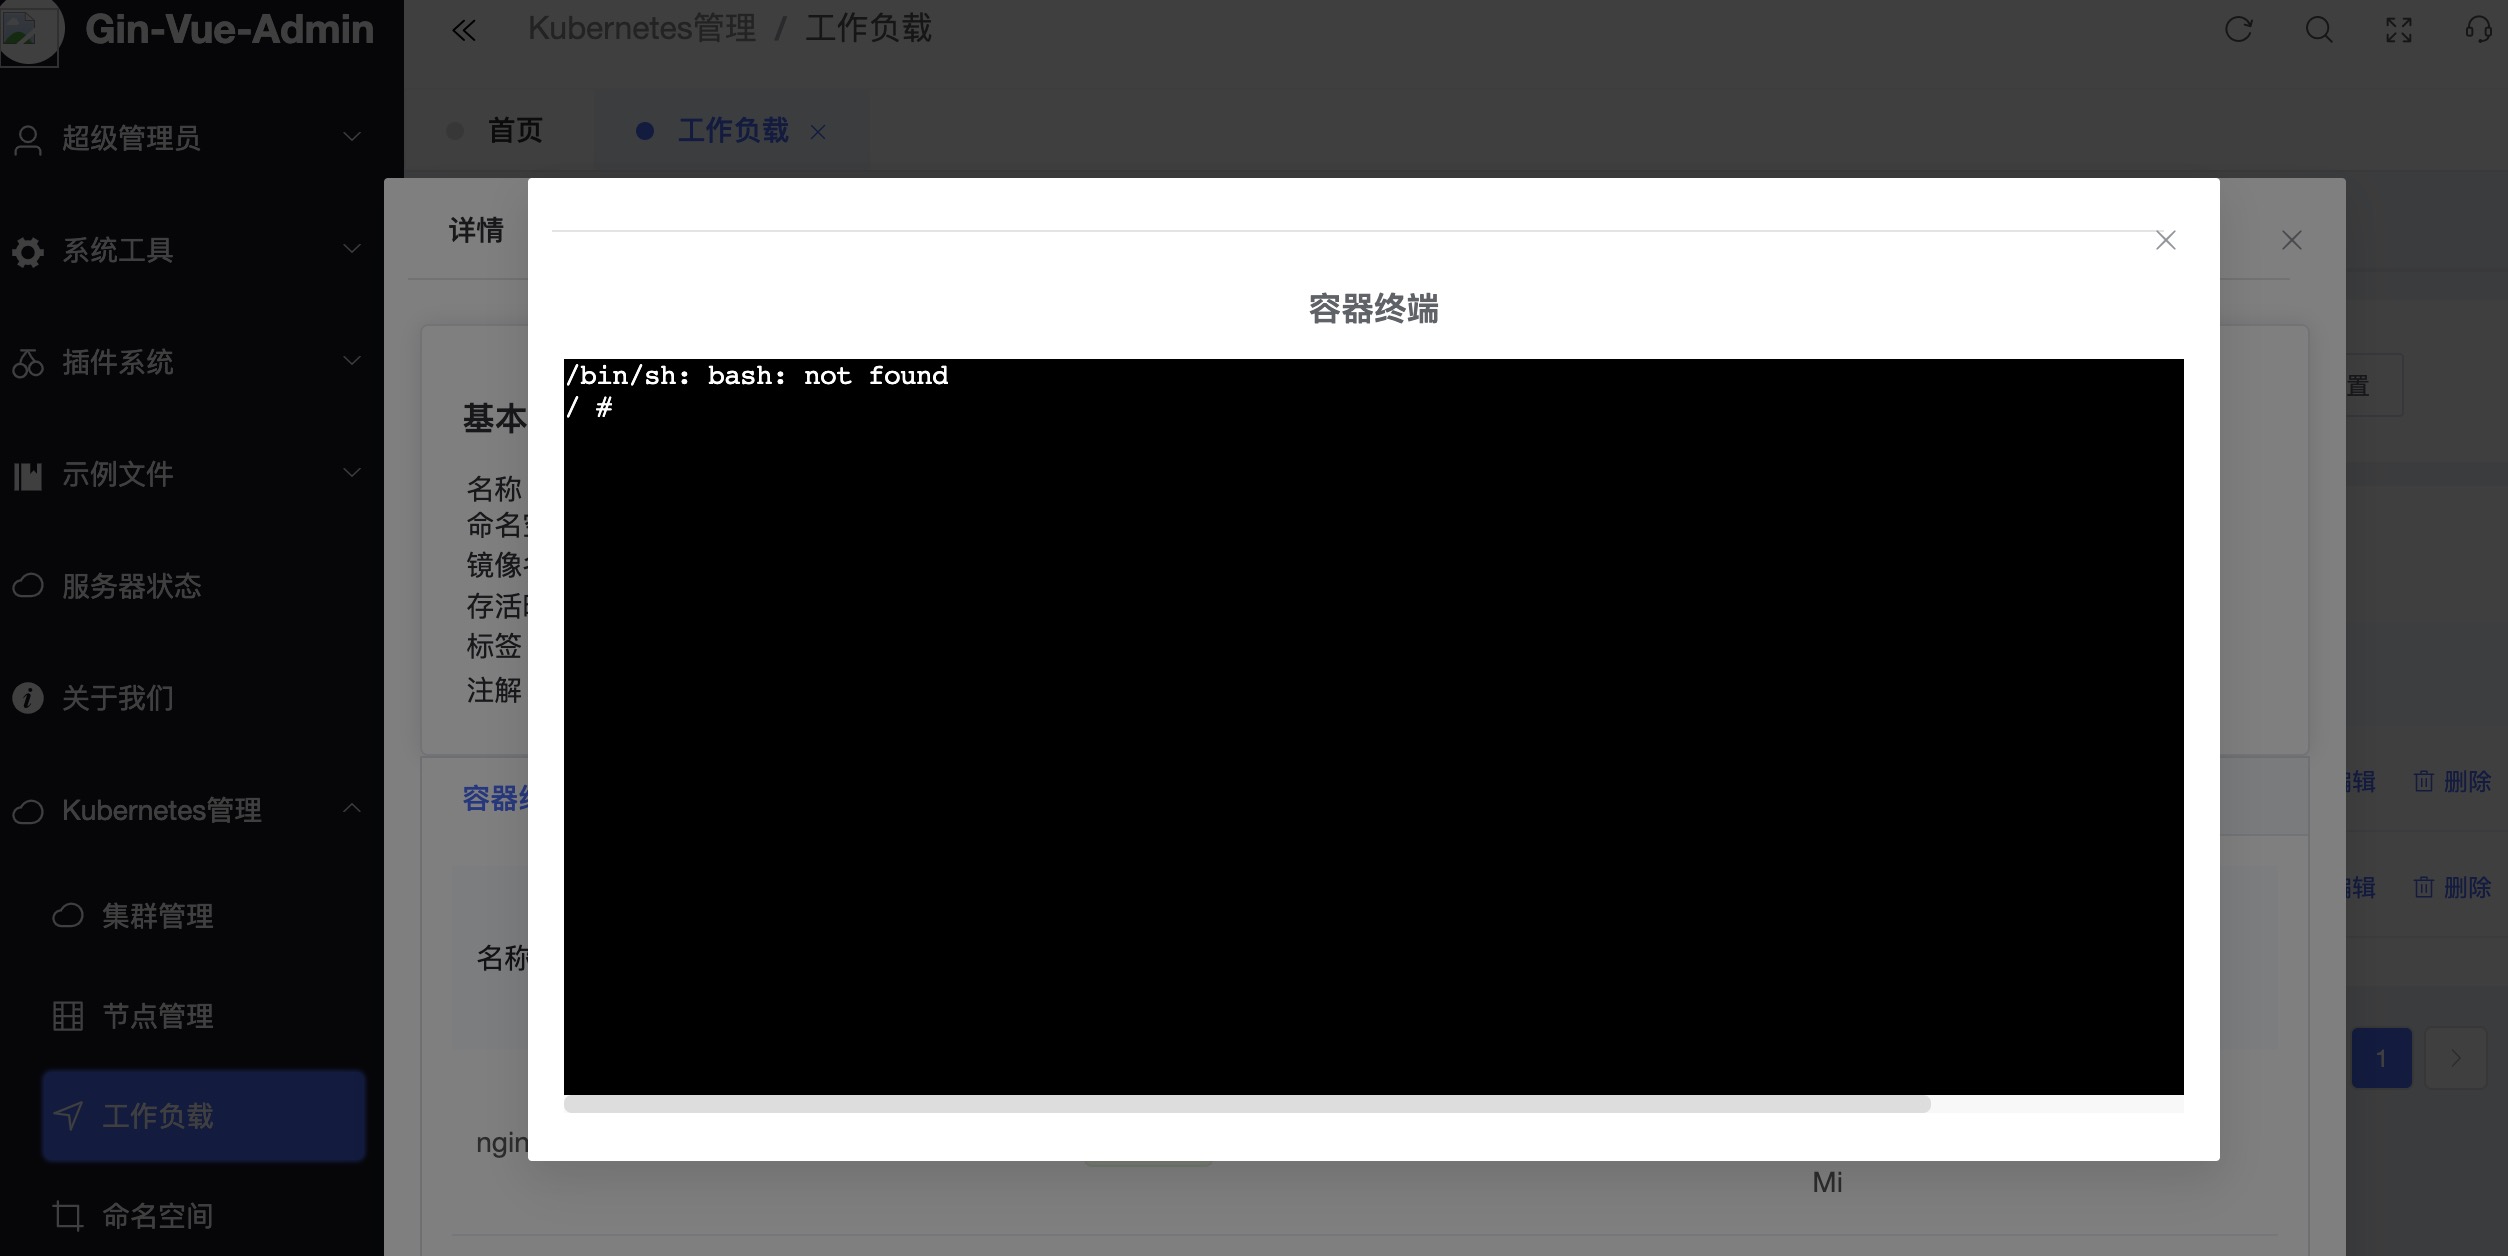 Gin-Vue-Admin
Kubernetes管理 / 工作负载
首页
工作负载
超级管理员
系统工具
插件系统
示例文件
服务器状态
关于我们
Kubernetes管理
集群管理
节点管理
工作负载
命名空间
详情
容器终端
/bin/sh: bash: not found
/ #
基本
名称
命名
镜像
存活
标签
注解
容器
名称
ngin
Mi
置
辑 删除
辑 删除
1